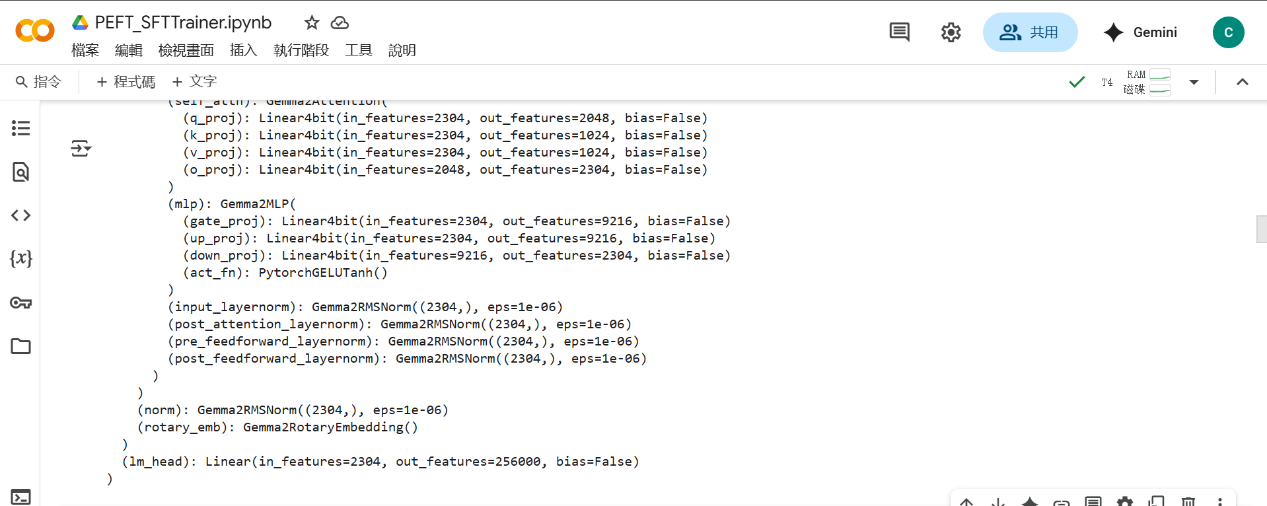 PEFT_SFTTrainer.ipynb
檔案 編輯 檢視畫面 插入 執行階段 工具 說明
共用
Gemini
C
指令
+ 程式碼 + 文字
T4
RAM
磁碟
(self_attn): Gemma2Attention(
(q_proj): Linear4bit(in_features=2304, out_features=2048, bias=False)
(k_proj): Linear4bit(in_features=2304, out_features=1024, bias=False)
(v_proj): Linear4bit(in_features=2304, out_features=1024, bias=False)
(o_proj): Linear4bit(in_features=2048, out_features=2304, bias=False)
)
(mlp): Gemma2MLP(
(gate_proj): Linear4bit(in_features=2304, out_features=9216, bias=False)
(up_proj): Linear4bit(in_features=2304, out_features=9216, bias=False)
(down_proj): Linear4bit(in_features=9216, out_features=2304, bias=False)
(act_fn): PytorchGELUTanh()
)
(input_layernorm): Gemma2RMSNorm((2304,), eps=1e-06)
(post_attention_layernorm): Gemma2RMSNorm((2304,), eps=1e-06)
(pre_feedforward_layernorm): Gemma2RMSNorm((2304,), eps=1e-06)
(post_feedforward_layernorm): Gemma2RMSNorm((2304,), eps=1e-06)
)
)
(norm): Gemma2RMSNorm((2304,), eps=1e-06)
(rotary_emb): Gemma2RotaryEmbedding()
)
(lm_head): Linear(in_features=2304, out_features=256000, bias=False)
)